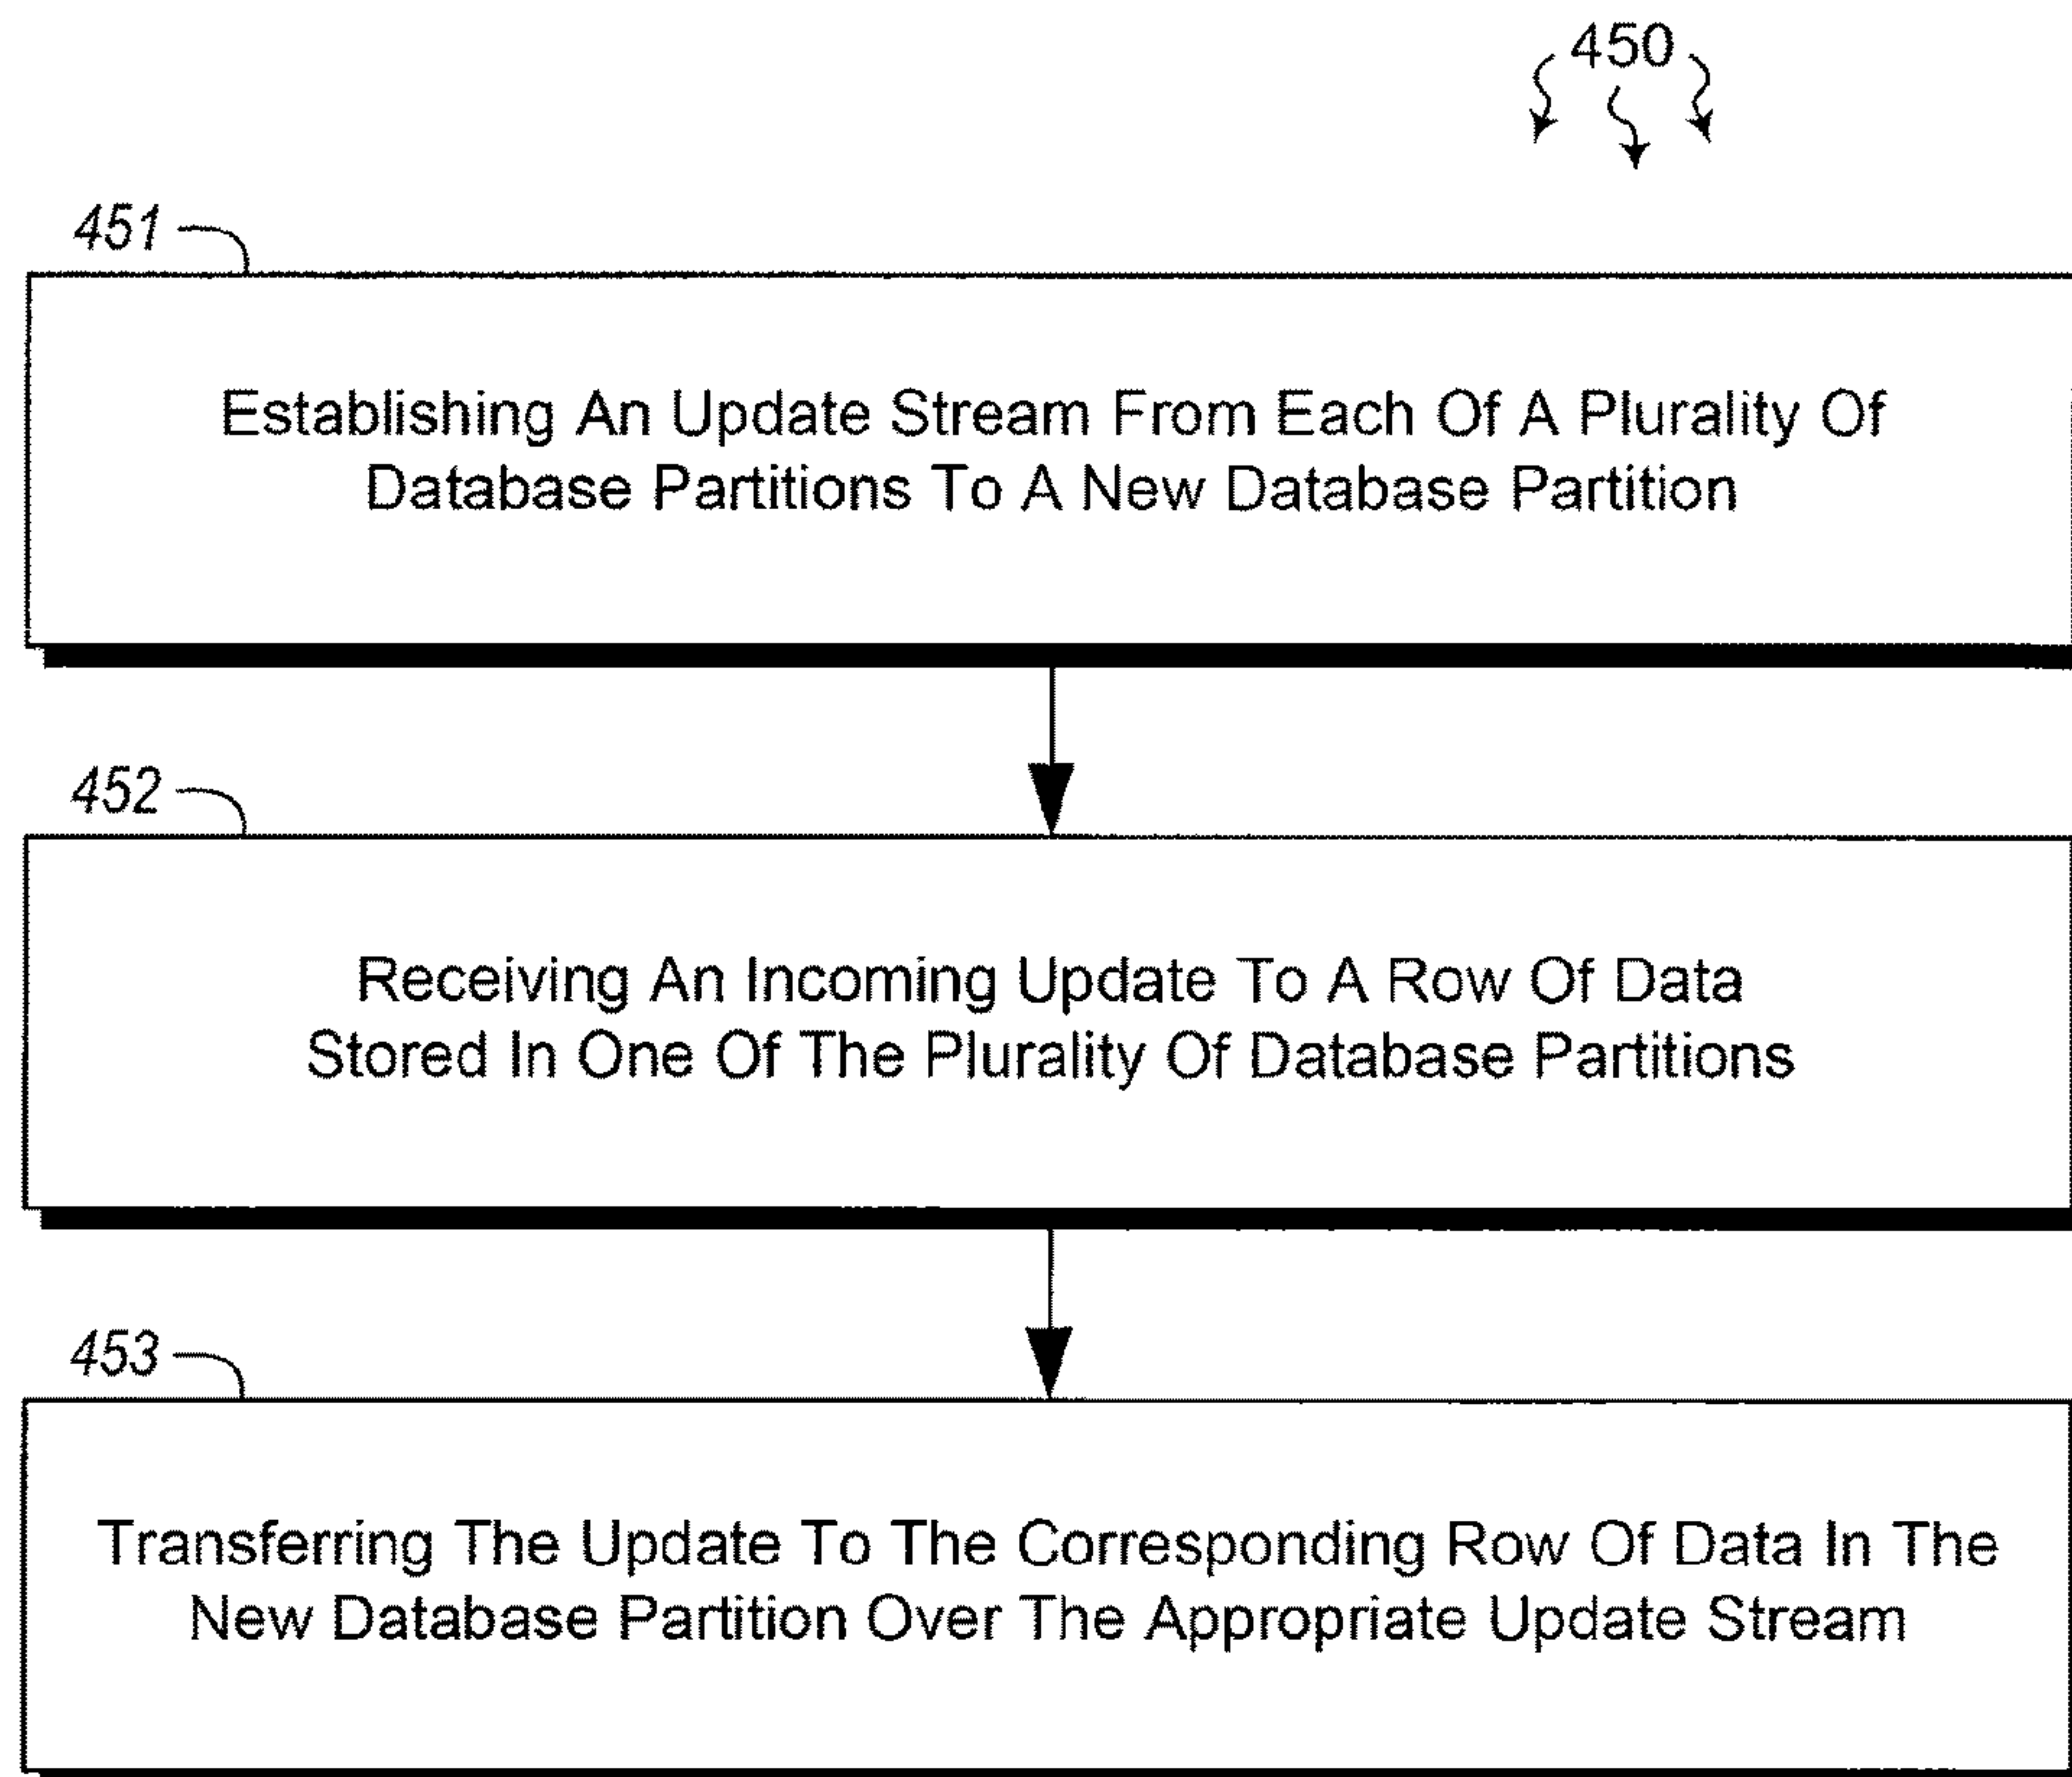 450
451
Establishing An Update Stream From Each Of A Plurality Of
Database Partitions To A New Database Partition
452
Receiving An Incoming Update To A Row Of Data
Stored In One Of The Plurality Of Database Partitions
453
Transferring The Update To The Corresponding Row Of Data In The
New Database Partition Over The Appropriate Update Stream